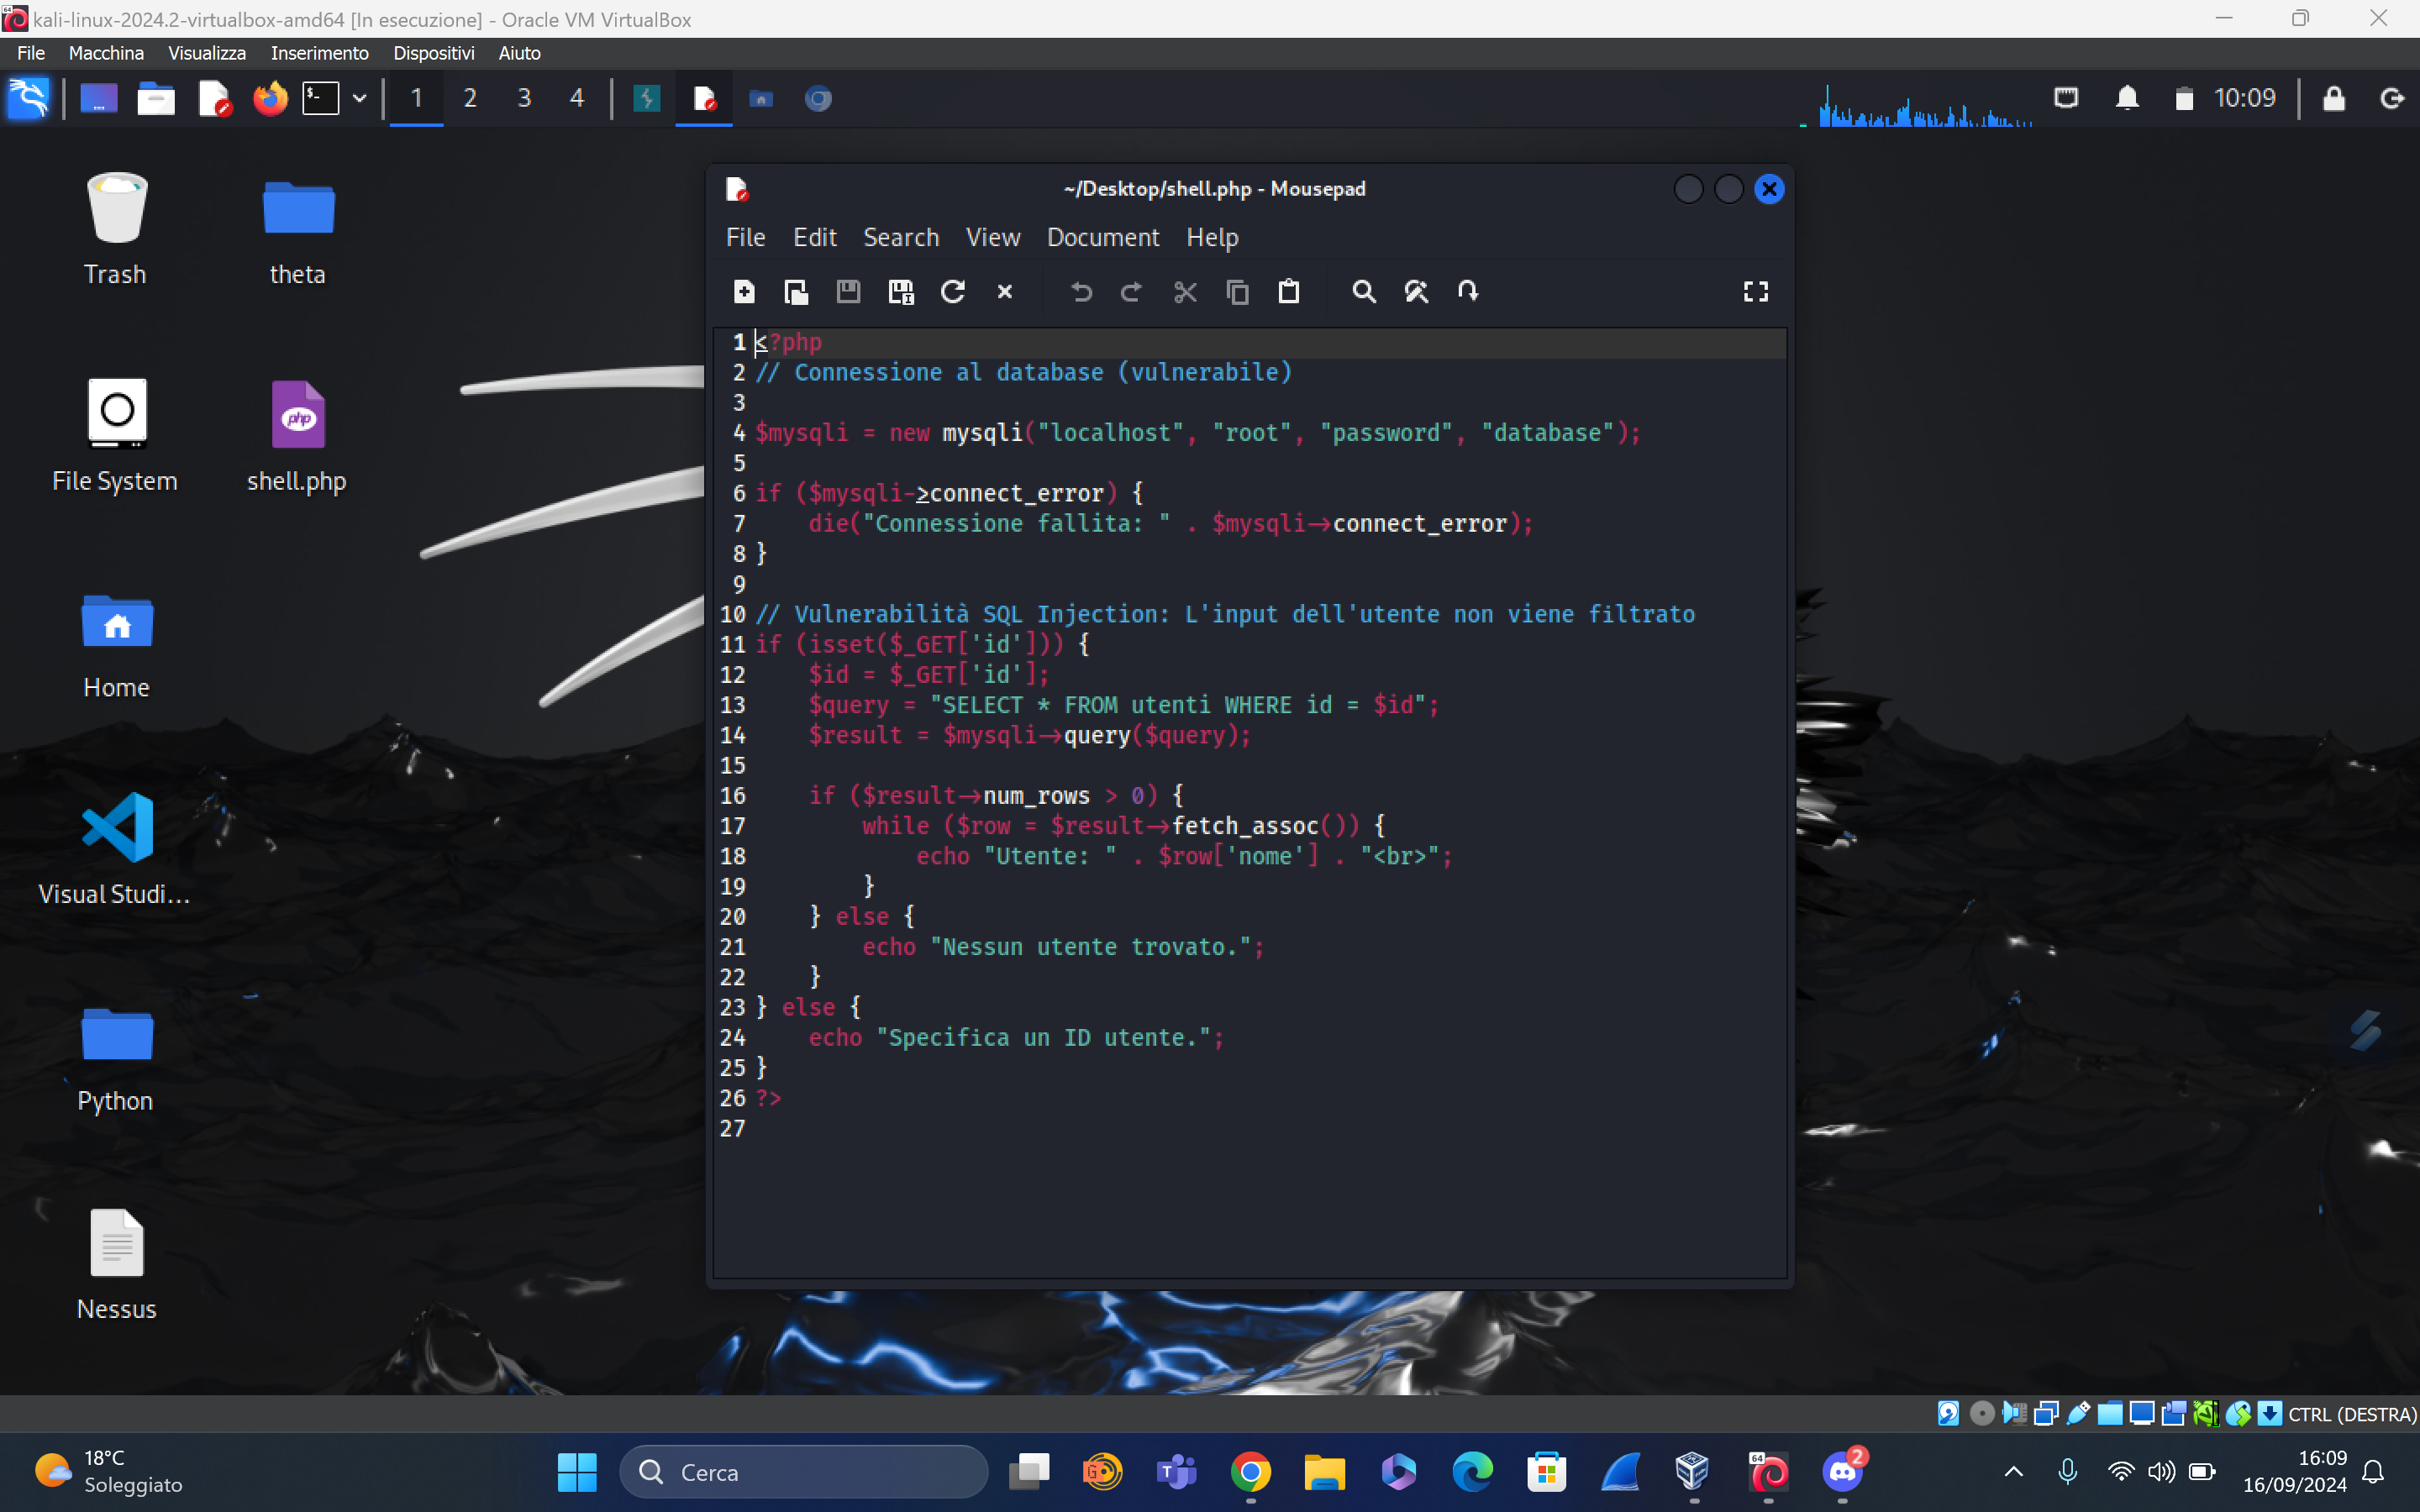 kali-linux-2024.2-virtualbox-amd64 [In esecuzione] - Oracle VM VirtualBox
File Macchina Visualizza Inserimento Dispositivi Aiuto
1 2 3 4
10:09
~/Desktop/shell.php - Mousepad
File Edit Search View Document Help
Trash
theta
File System
shell.php
Home
Visual Studi...
Python
Nessus
1 <?php
2 // Connessione al database (vulnerabile)
3
4 $mysqli = new mysqli("localhost", "root", "password", "database");
5
6 if ($mysqli->connect_error) {
7     die("Connessione fallita: " . $mysqli->connect_error);
8 }
9
10 // Vulnerabilità SQL Injection: L'input dell'utente non viene filtrato
11 if (isset($_GET['id'])) {
12     $id = $_GET['id'];
13     $query = "SELECT * FROM utenti WHERE id = $id";
14     $result = $mysqli->query($query);
15
16     if ($result->num_rows > 0) {
17         while ($row = $result->fetch_assoc()) {
18             echo "Utente: " . $row['nome'] . "<br>";
19         }
20     } else {
21         echo "Nessun utente trovato.";
22     }
23 } else {
24     echo "Specifica un ID utente.";
25 }
26 ?>
27
CTRL (DESTRA)
18°C
Soleggiato
Cerca
64
2
16:09
16/09/2024